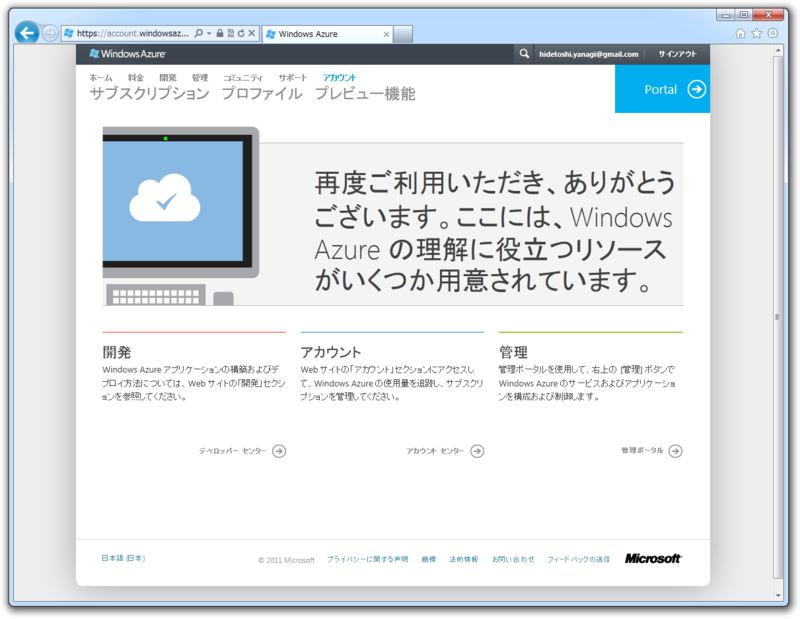 https://account.windowsaz...
Windows Azure
Windows Azure
hidetoshi.yanagi@gmail.com
サインアウト
ホーム 料金 開発 管理 コミュニティ サポート アカウント
サブスクリプション プロファイル プレビュー機能
Portal
再度ご利用いただき、ありがとう
ございます。ここには、Windows
Azure の理解に役立つリソース
がいくつか用意されています。
開発
Windows Azure アプリケーションの構築およびデ
プロイ方法については、Web サイトの「開発」セクショ
ンを参照してください。
デベロッパー センター
アカウント
Web サイトの「アカウント」セクションにアクセスし
て、Windows Azure の使用量を追跡し、サブスクリ
プションを管理してください。
アカウント センター
管理
管理ポータルを使用して、右上の [管理] ボタンで
Windows Azure のサービスおよびアプリケーショ
ンを構成および制御します。
管理ポータル
日本語 (日本)
© 2011 Microsoft プライバシーに関する声明 商標 法的情報 お問い合わせ フィードバックの送信
Microsoft